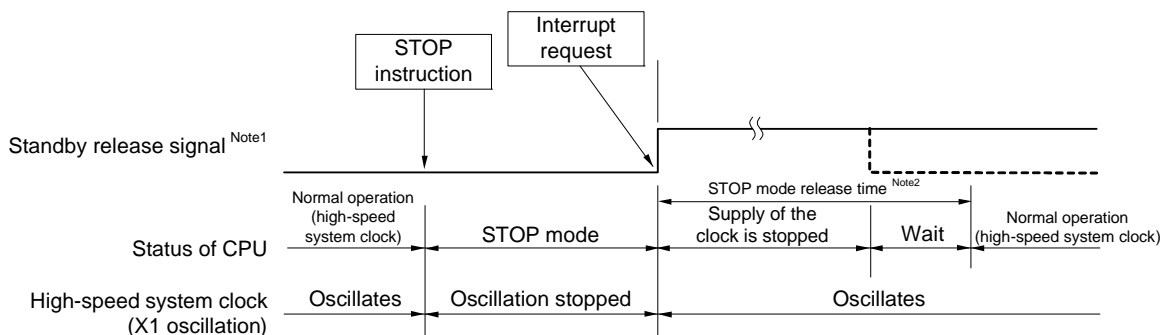 STOP
instruction
Interrupt
request
Standby release signal Note1
STOP mode release time Note2
Normal operation
(high-speed
system clock)
Supply of the
clock is stopped
Normal operation
(high-speed system clock)
Status of CPU
STOP mode
Wait
High-speed system clock
(X1 oscillation)
Oscillates
Oscillation stopped
Oscillates